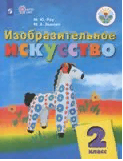 М. Ю. Рау
М. А. Зыкова
Изобразительное
искусство
2
класс